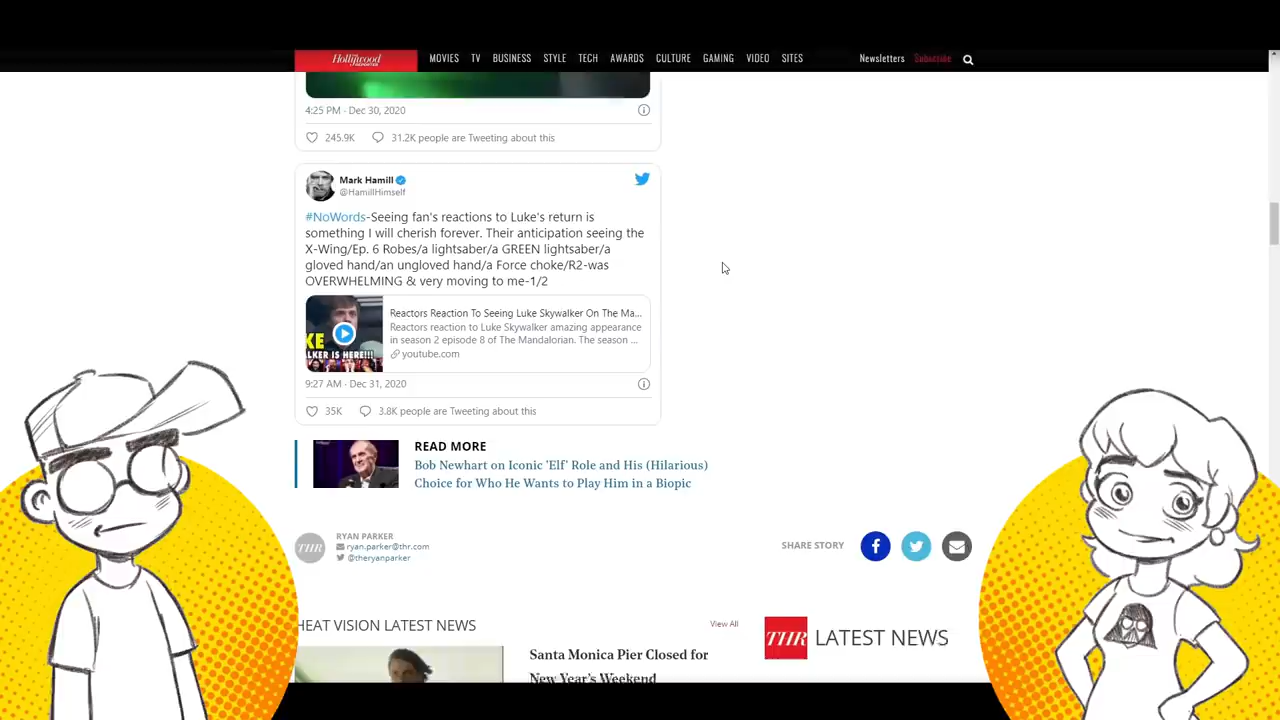 Hollywood
REPORTER
MOVIES TV BUSINESS STYLE TECH AWARDS CULTURE GAMING VIDEO SITES
Newsletters Subscribe
4:25 PM · Dec 30, 2020
245.9K 31.2K people are Tweeting about this
Mark Hamill
@HamillHimself
#NoWords-Seeing fan's reactions to Luke's return is
something I will cherish forever. Their anticipation seeing the
X-Wing/Ep. 6 Robes/a lightsaber/a GREEN lightsaber/a
gloved hand/an ungloved hand/a Force choke/R2-was
OVERWHELMING & very moving to me-1/2
KE
ALKER IS HERE!!!
Reactors Reaction To Seeing Luke Skywalker On The Ma...
Reactors reaction to Luke Skywalker amazing appearance
in season 2 episode 8 of The Mandalorian. The season ...
youtube.com
9:27 AM · Dec 31, 2020
35K 3.8K people are Tweeting about this
READ MORE
Bob Newhart on Iconic 'Elf' Role and His (Hilarious)
Choice for Who He Wants to Play Him in a Biopic
THR
RYAN PARKER
ryan.parker@thr.com
@theryanparker
SHARE STORY
HEAT VISION LATEST NEWS
View All
THR LATEST NEWS
Santa Monica Pier Closed for
New Year's Weekend